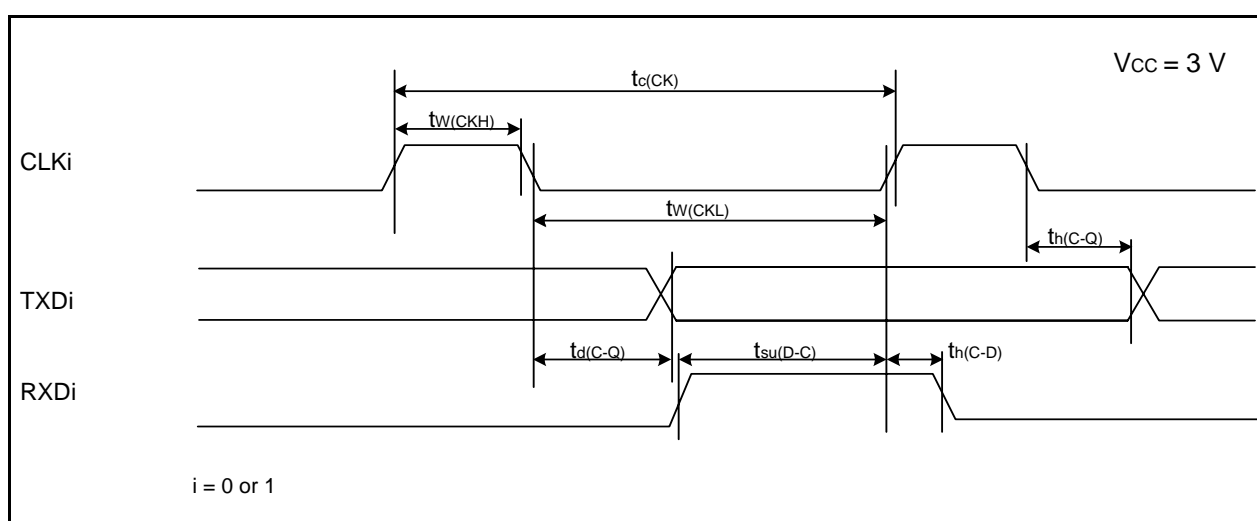 VCC = 3 V
tc(CK)
tW(CKH)
CLKi
tW(CKL)
th(C-Q)
TXDi
td(C-Q)
tsu(D-C)
th(C-D)
RXDi
i = 0 or 1